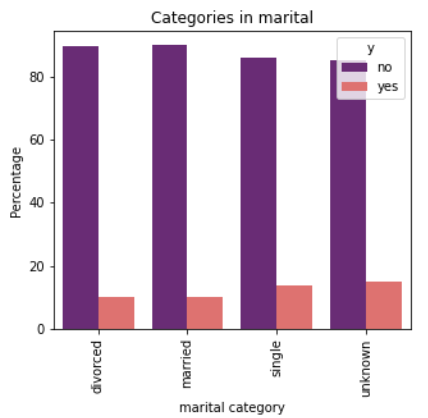 Categories in marital
y
no
yes
80
60
40
20
0
Percentage
divorced
married
single
unknown
marital category